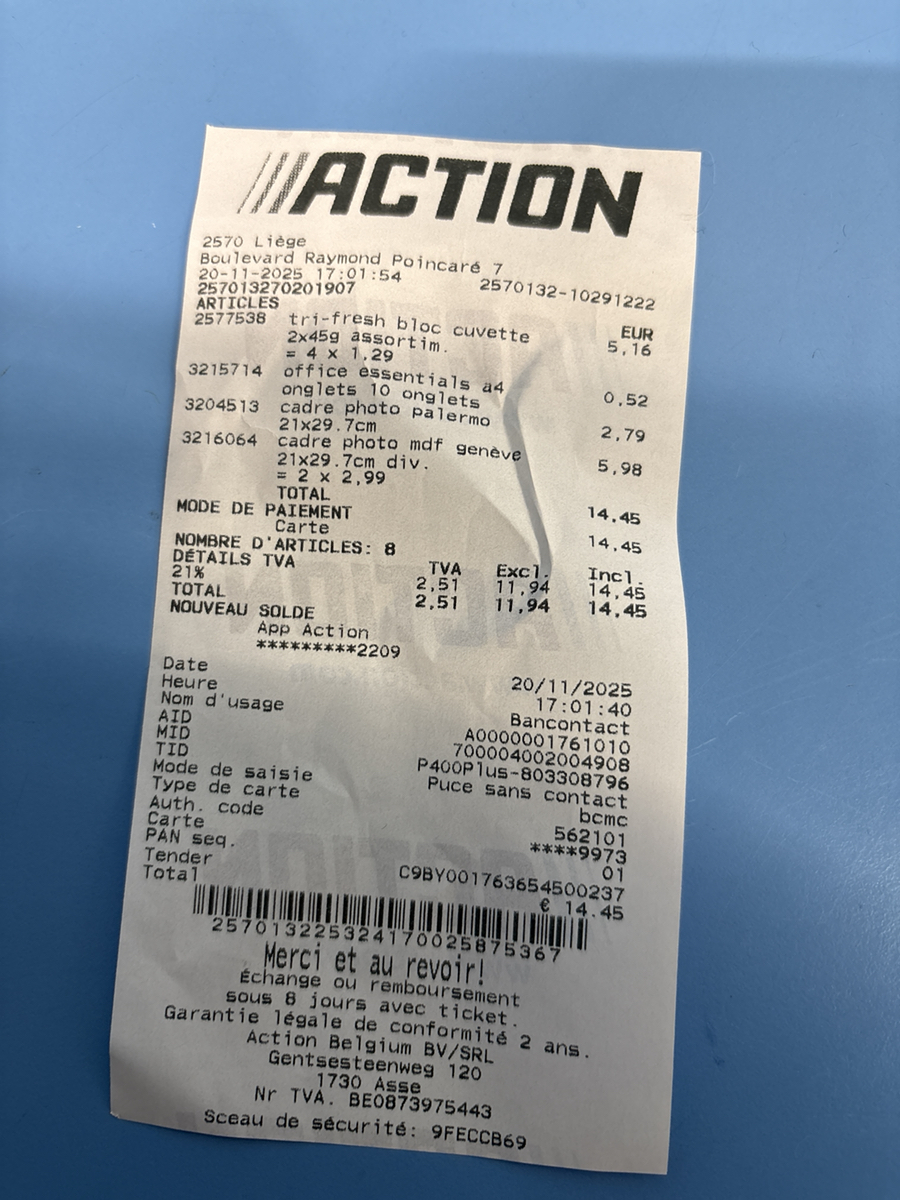 ACTION
2570 Liège
Boulevard Raymond Poincaré 7
20-11-2025 17:01:54 2570132-10291222
257013270201907
ARTICLES EUR
2577538 tri-fresh bloc cuvette 5,16
2x45g assortim.
= 4 x 1,29
3215714 office essentials a4 0,52
onglets 10 onglets
3204513 cadre photo palermo 2,79
21x29.7cm
3216064 cadre photo mdf genève 5,98
21x29.7cm div.
= 2 x 2,99
TOTAL 14,45
MODE DE PAIEMENT
Carte 14,45
NOMBRE D'ARTICLES: 8
DÉTAILS TVA TVA Excl. Incl.
21% 2,51 11,94 14,45
TOTAL 2,51 11,94 14,45
NOUVEAU SOLDE
App Action
*********2209
Date 20/11/2025
Heure 17:01:40
Nom d'usage Bancontact
AID A0000001761010
MID 700004002004908
TID P400Plus-803308796
Mode de saisie Puce sans contact
Type de carte bcmc
Auth. code 562101
Carte ****9973
PAN seq. 01
Tender C9BY001763654500237
Total € 14.45
257013225324170025875367
Merci et au revoir!
Échange ou remboursement
sous 8 jours avec ticket.
Garantie légale de conformité 2 ans.
Action Belgium BV/SRL
Gentsesteenweg 120
1730 Asse
Nr TVA. BE0873975443
Sceau de sécurité: 9FECCB69